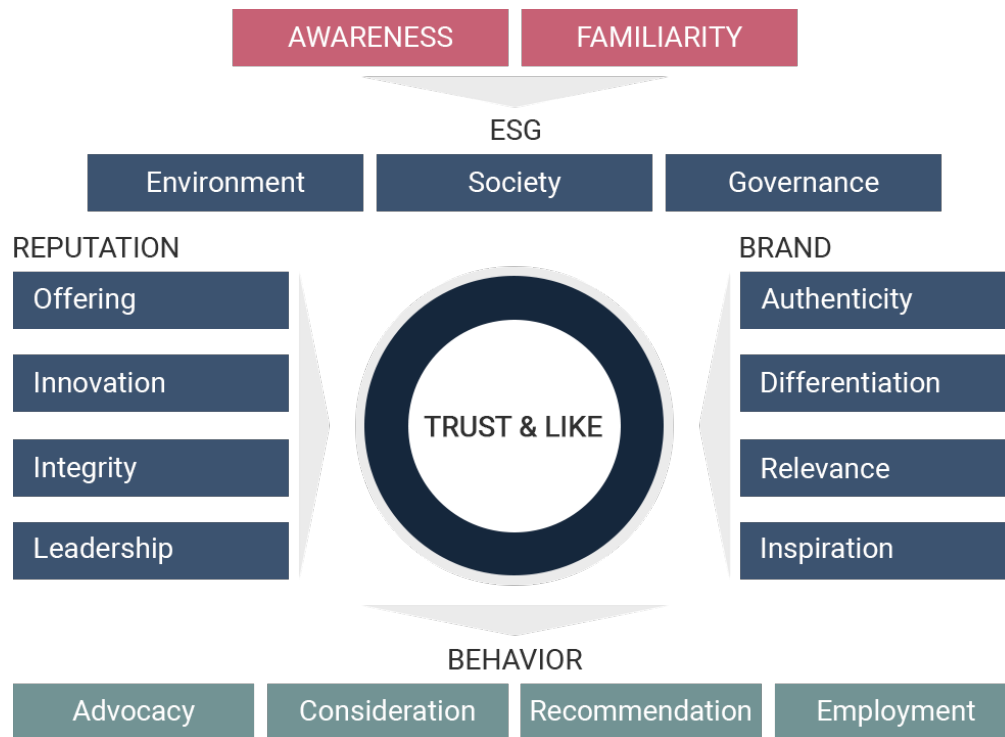 AWARENESS FAMILIARITY
ESG
Environment Society Governance
REPUTATION
Offering
Innovation
Integrity
Leadership
TRUST & LIKE
BRAND
Authenticity
Differentiation
Relevance
Inspiration
BEHAVIOR
Advocacy Consideration Recommendation Employment